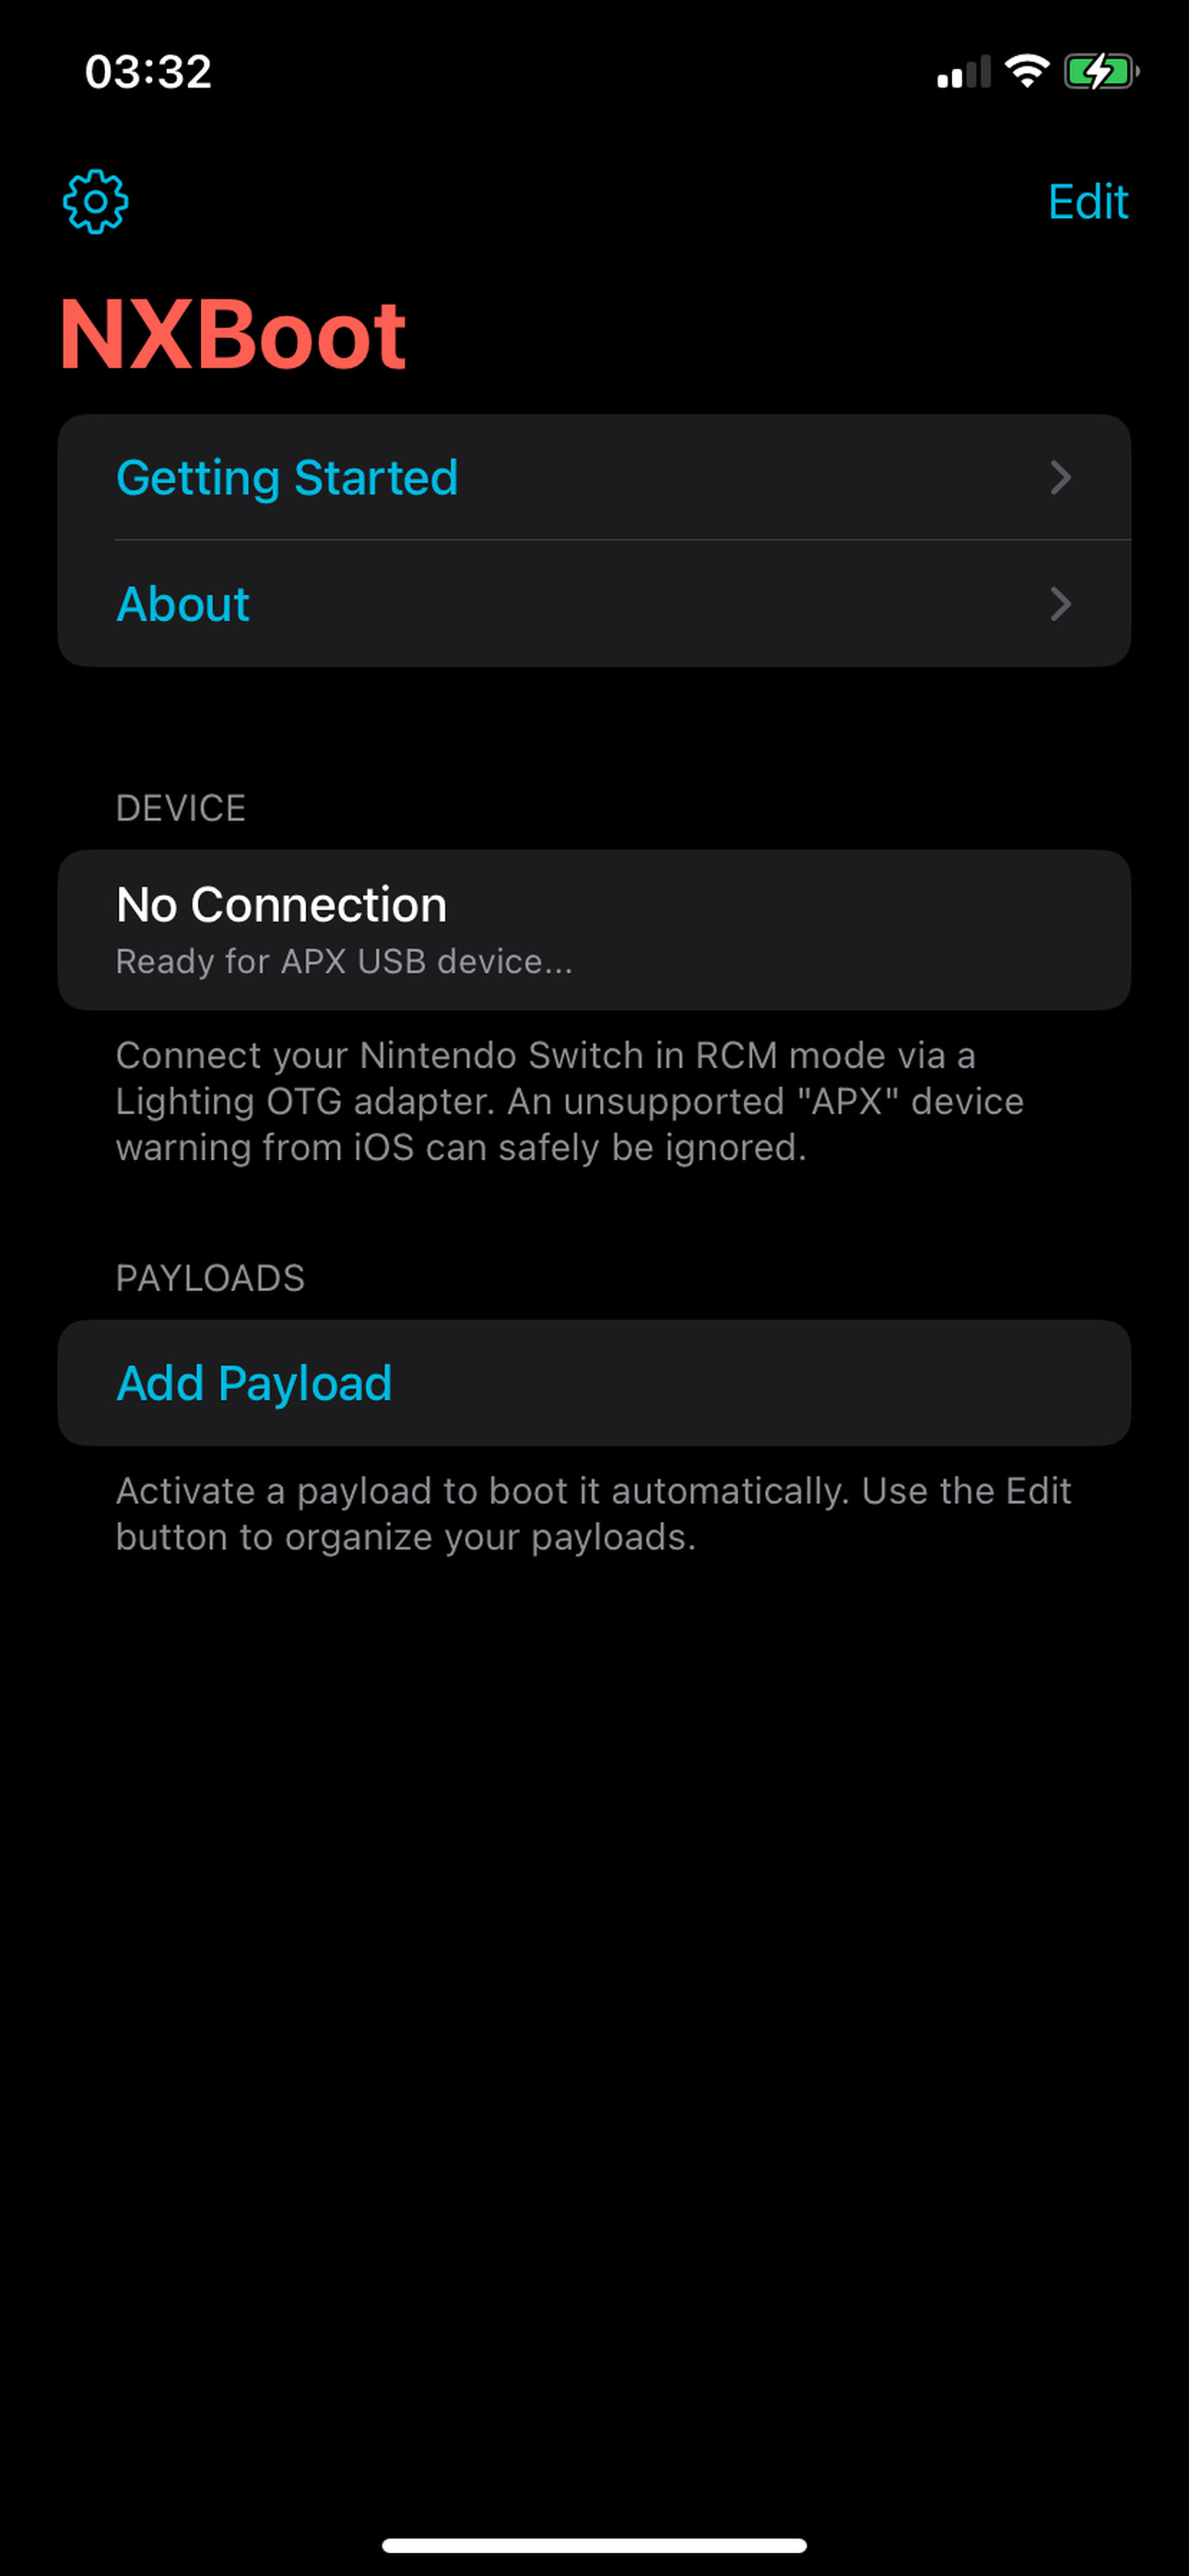 03:32
Edit
NXBoot
Getting Started
About
DEVICE
No Connection
Ready for APX USB device...
Connect your Nintendo Switch in RCM mode via a
Lighting OTG adapter. An unsupported "APX" device
warning from iOS can safely be ignored.
PAYLOADS
Add Payload
Activate a payload to boot it automatically. Use the Edit
button to organize your payloads.